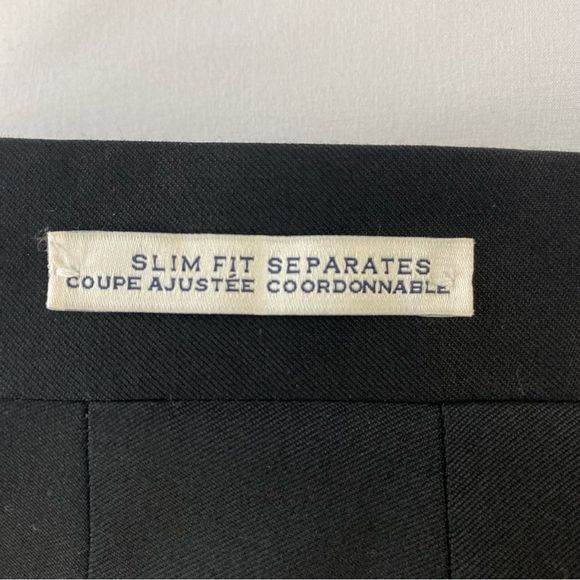 SLIM FIT SEPARATES
COUPE AJUSTÉE COORDONNABLE